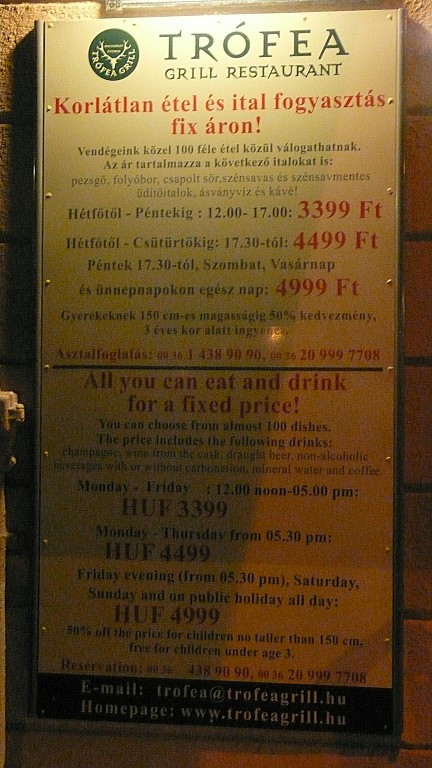 TRÓFEA
GRILL RESTAURANT
TRÓFEA GRILL
Korlátlan étel és ital fogyasztás
fix áron!
Vendégeink közel 100 féle étel közül válogathatnak.
Az ár tartalmazza a következő italokat is:
pezsgő, folyóbor, csapolt sör,szénsavas és szénsavmentes
üdítőitalok, ásványvíz és kávé!
Hétfőtől - Péntekig : 12.00- 17.00: 3399 Ft
Hétfőtől - Csütürtökig: 17.30-tól: 4499 Ft
Péntek 17.30-tól, Szombat, Vasárnap
és ünnepnapokon egész nap: 4999 Ft
Gyerekeknek 150 cm-es magasságig 50% kedvezmény,
3 éves kor alatt ingyenes.
Asztalfoglalás: 00 36 1 438 90 90, 00 36 20 999 7708
All you can eat and drink
for a fixed price!
You can choose from almost 100 dishes.
The price includes the following drinks:
champagne, wine from the cask, draught beer, non-alcoholic
beverages with or without carbonation, mineral water and coffee.
Monday - Friday : 12.00 noon-05.00 pm:
HUF 3399
Monday - Thursday from 05.30 pm:
HUF 4499
Friday evening (from 05.30 pm), Saturday,
Sunday and on public holiday all day:
HUF 4999
50% off the price for children no taller than 150 cm,
free for children under age 3.
Reservation: 00 36 438 90 90, 00 36 20 999 7708
E-mail: trofea@trofeagrill.hu
Homepage: www.trofeagrill.hu